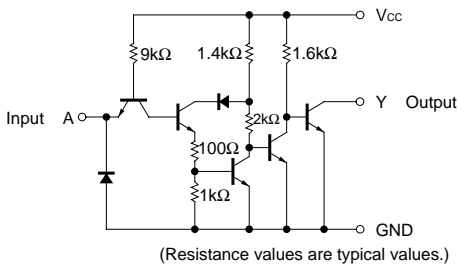 Vcc
9kΩ
1.4kΩ
1.6kΩ
Input A
Y Output
2kΩ
100Ω
1kΩ
GND
(Resistance values are typical values.)